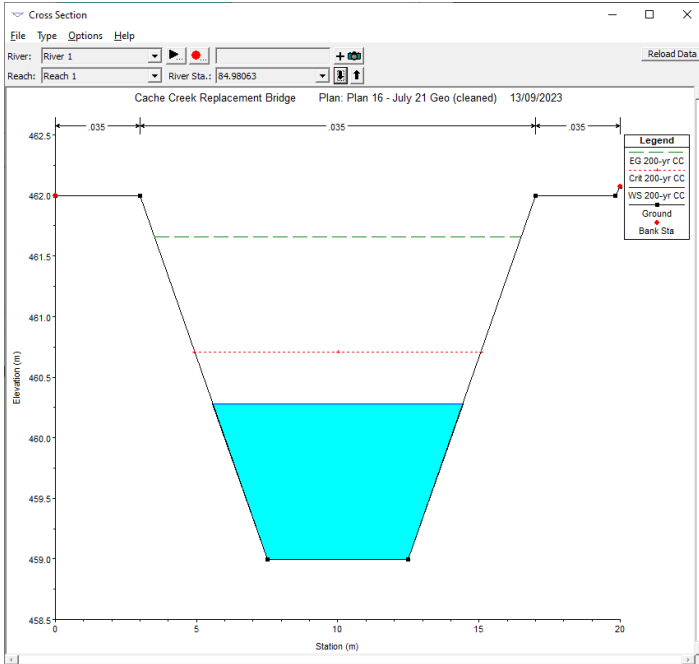 Cross Section
File Type Options Help
River: River 1
Reload Data
Reach: Reach 1 River Sta.: 84.98063
Cache Creek Replacement Bridge Plan: Plan 16 - July 21 Geo (cleaned) 13/09/2023
.035 .035 .035
Legend
EG 200-yr CC
Crit 200-yr CC
WS 200-yr CC
Ground
Bank Sta
462.5
462.0
461.5
461.0
460.5
460.0
459.5
459.0
458.5
Elevation (m)
0 5 10 15 20
Station (m)